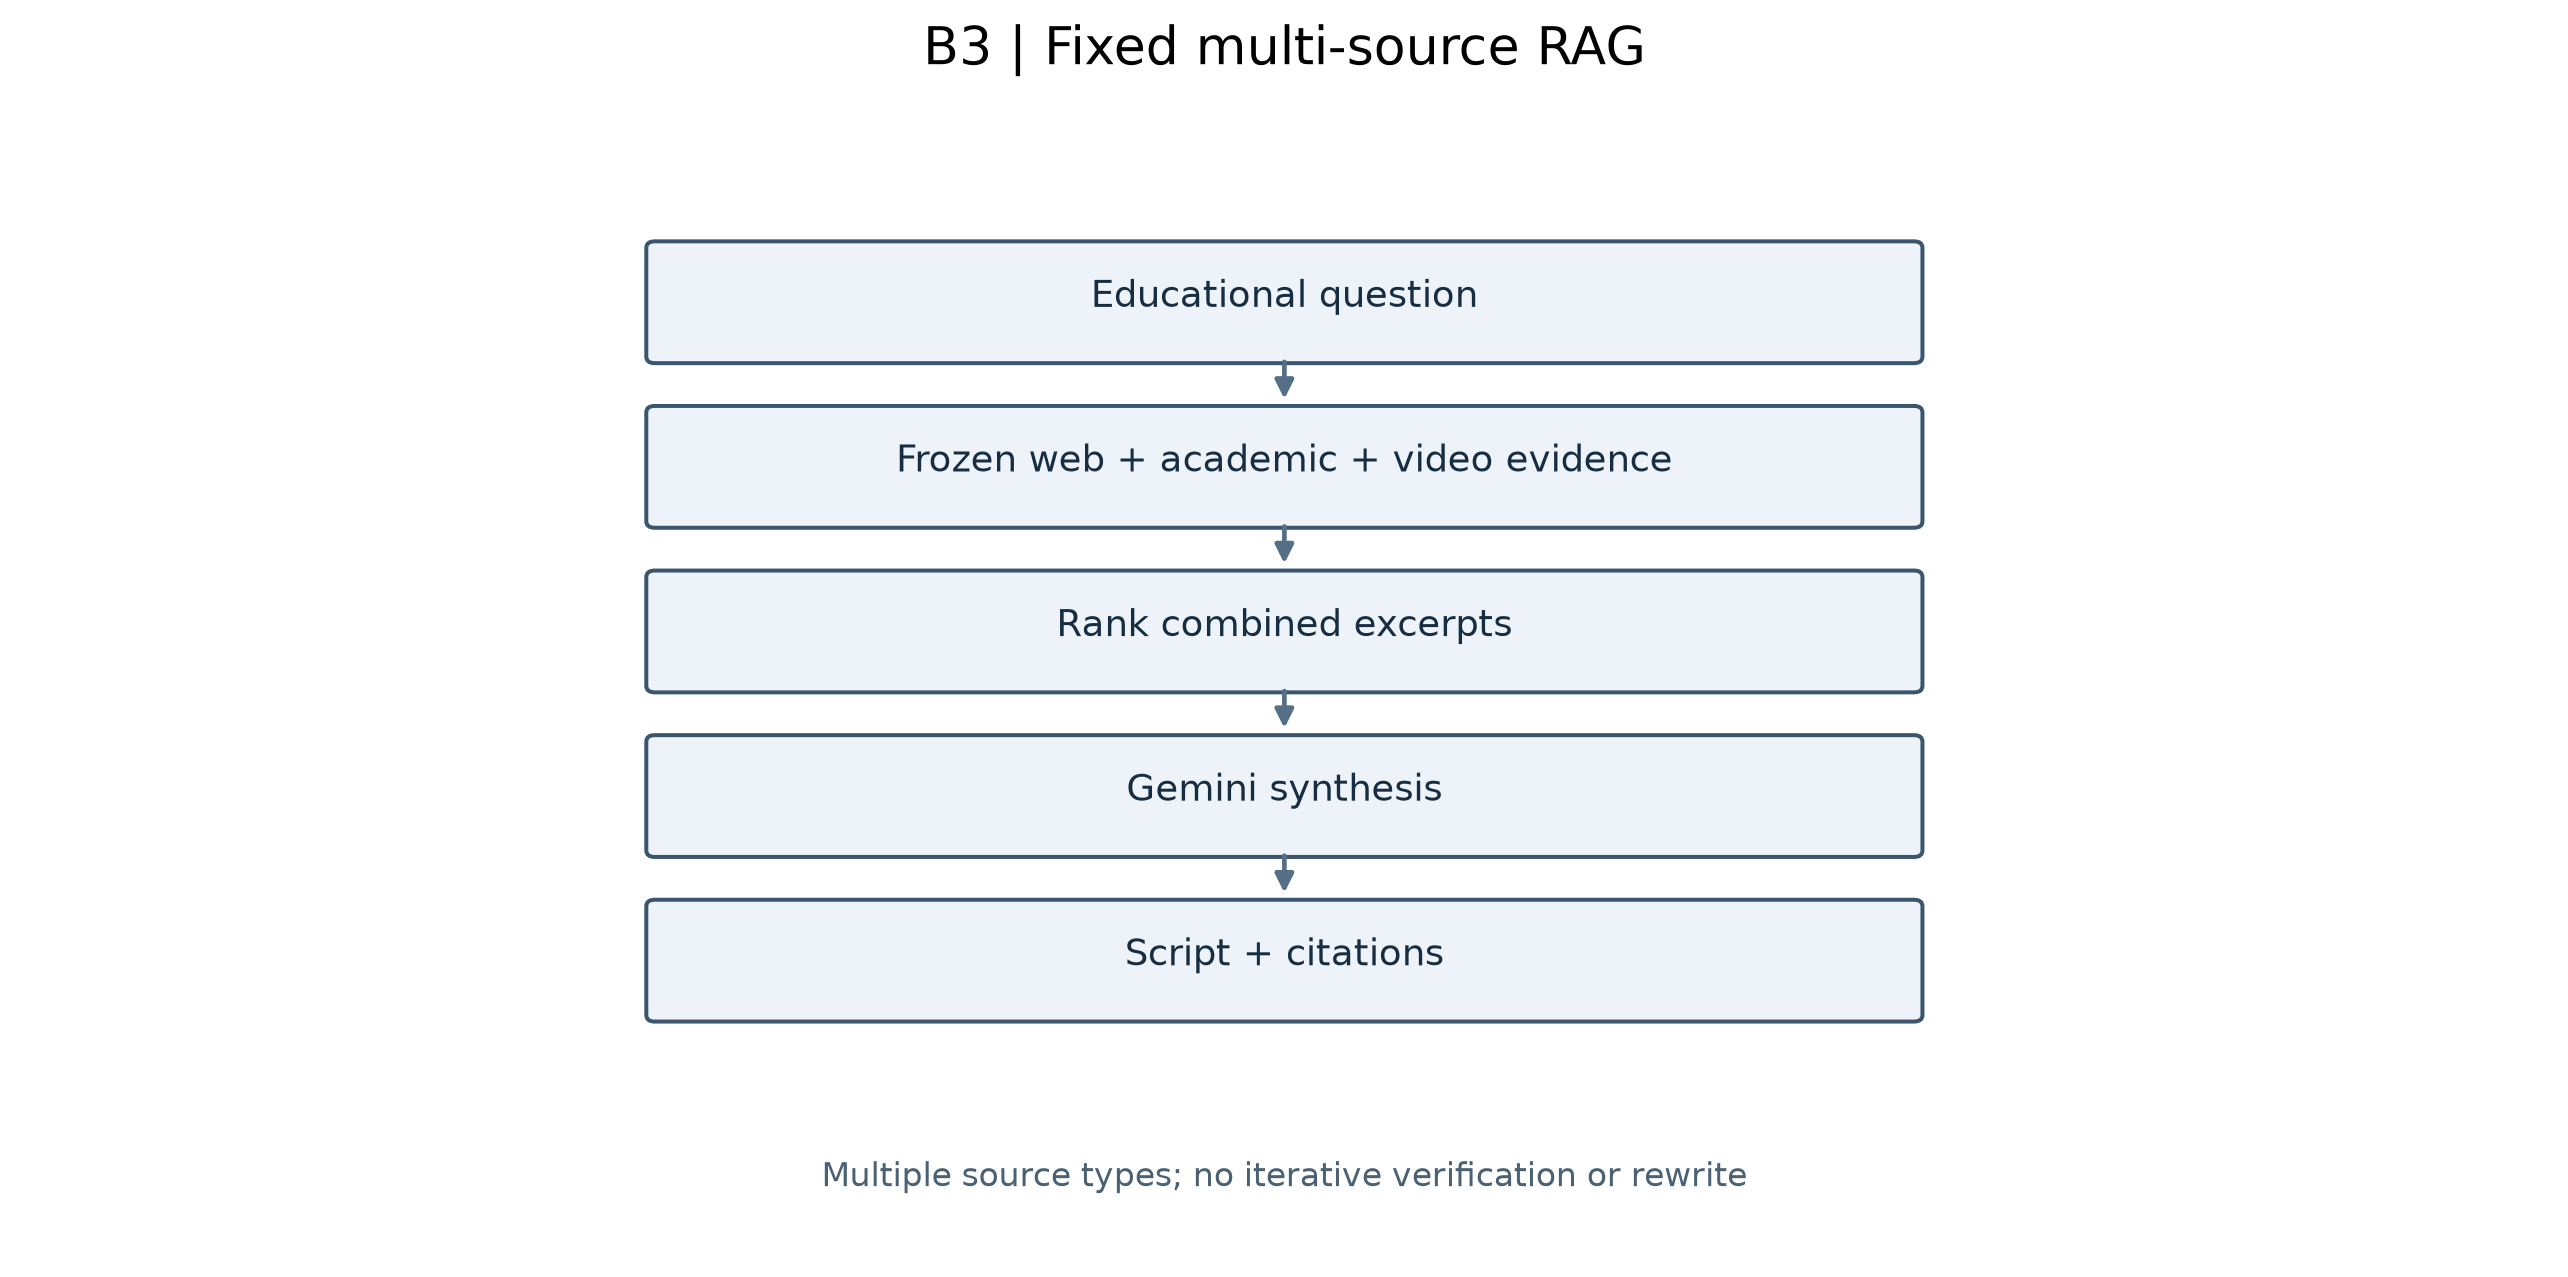 B3 | Fixed multi-source RAG
Educational question
Frozen web + academic + video evidence
Rank combined excerpts
Gemini synthesis
Script + citations
Multiple source types; no iterative verification or rewrite